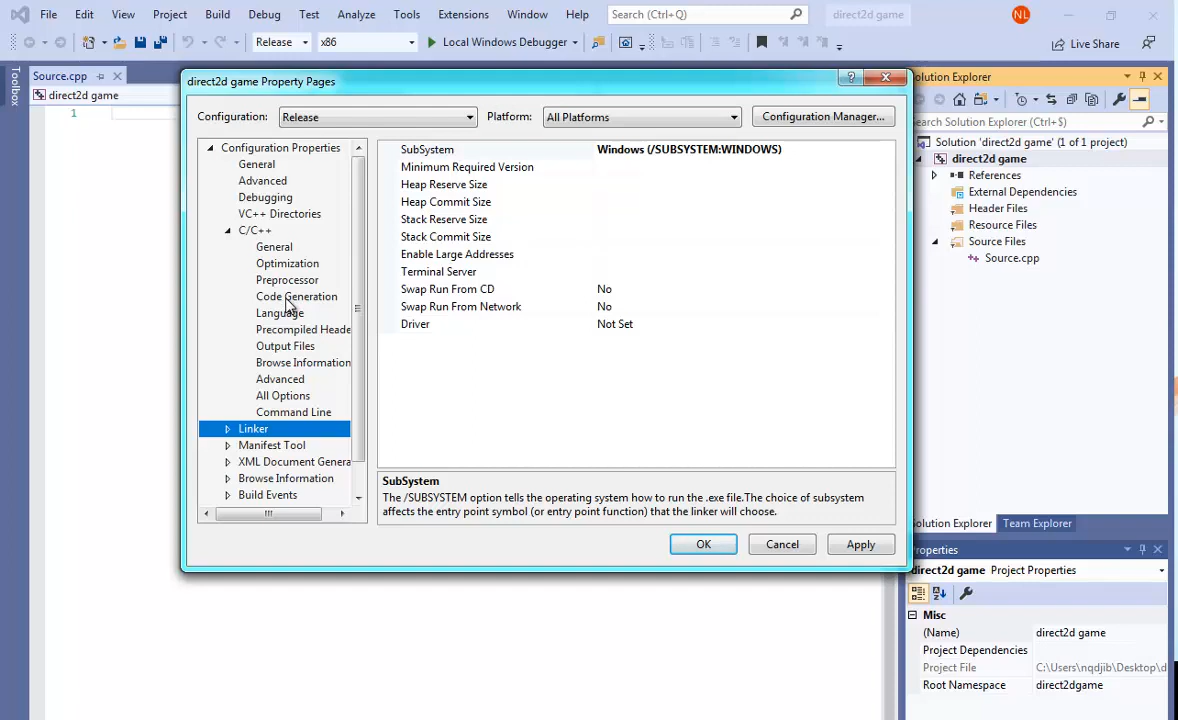 File Edit View Project Build Debug Test Analyze Tools Extensions Window Help Search (Ctrl+Q) direct2d game NL
Release x86 Local Windows Debugger Live Share
Toolbox
Source.cpp
direct2d game
1
direct2d game Property Pages
Configuration: Release Platform: All Platforms Configuration Manager...
Configuration Properties
General
Advanced
Debugging
VC++ Directories
C/C++
General
Optimization
Preprocessor
Code Generation
Language
Precompiled Heade
Output Files
Browse Information
Advanced
All Options
Command Line
Linker
Manifest Tool
XML Document Genera
Browse Information
Build Events
SubSystem Windows (/SUBSYSTEM:WINDOWS)
Minimum Required Version
Heap Reserve Size
Heap Commit Size
Stack Reserve Size
Stack Commit Size
Enable Large Addresses
Terminal Server
Swap Run From CD No
Swap Run From Network No
Driver Not Set
SubSystem
The /SUBSYSTEM option tells the operating system how to run the .exe file.The choice of subsystem
affects the entry point symbol (or entry point function) that the linker will choose.
OK Cancel Apply
olution Explorer
Search Solution Explorer (Ctrl+$)
Solution 'direct2d game' (1 of 1 project)
direct2d game
References
External Dependencies
Header Files
Resource Files
Source Files
Source.cpp
olution Explorer Team Explorer
roperties
direct2d game Project Properties
Misc
(Name) direct2d game
Project Dependencies
Project File C:\Users\nqdjib\Desktop\d
Root Namespace direct2dgame